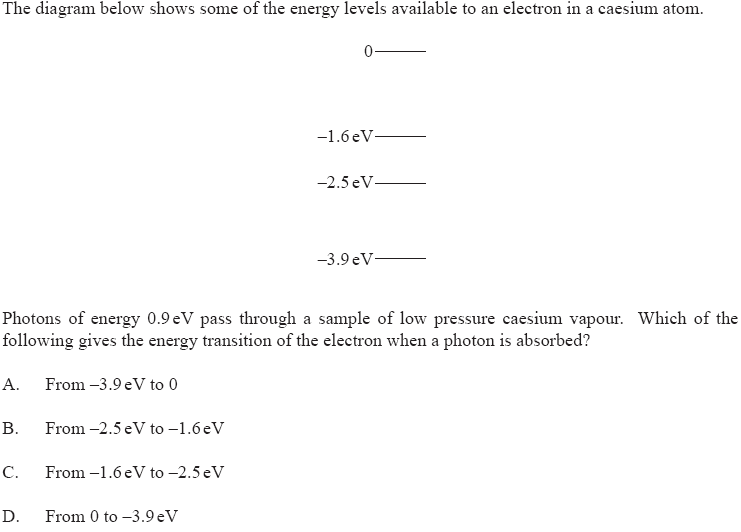 The diagram below shows some of the energy levels available to an electron in a caesium atom.
0
–1.6 eV
–2.5 eV
–3.9 eV
Photons of energy 0.9 eV pass through a sample of low pressure caesium vapour. Which of the
following gives the energy transition of the electron when a photon is absorbed?
A. From –3.9 eV to 0
B. From –2.5 eV to –1.6 eV
C. From –1.6 eV to –2.5 eV
D. From 0 to –3.9 eV